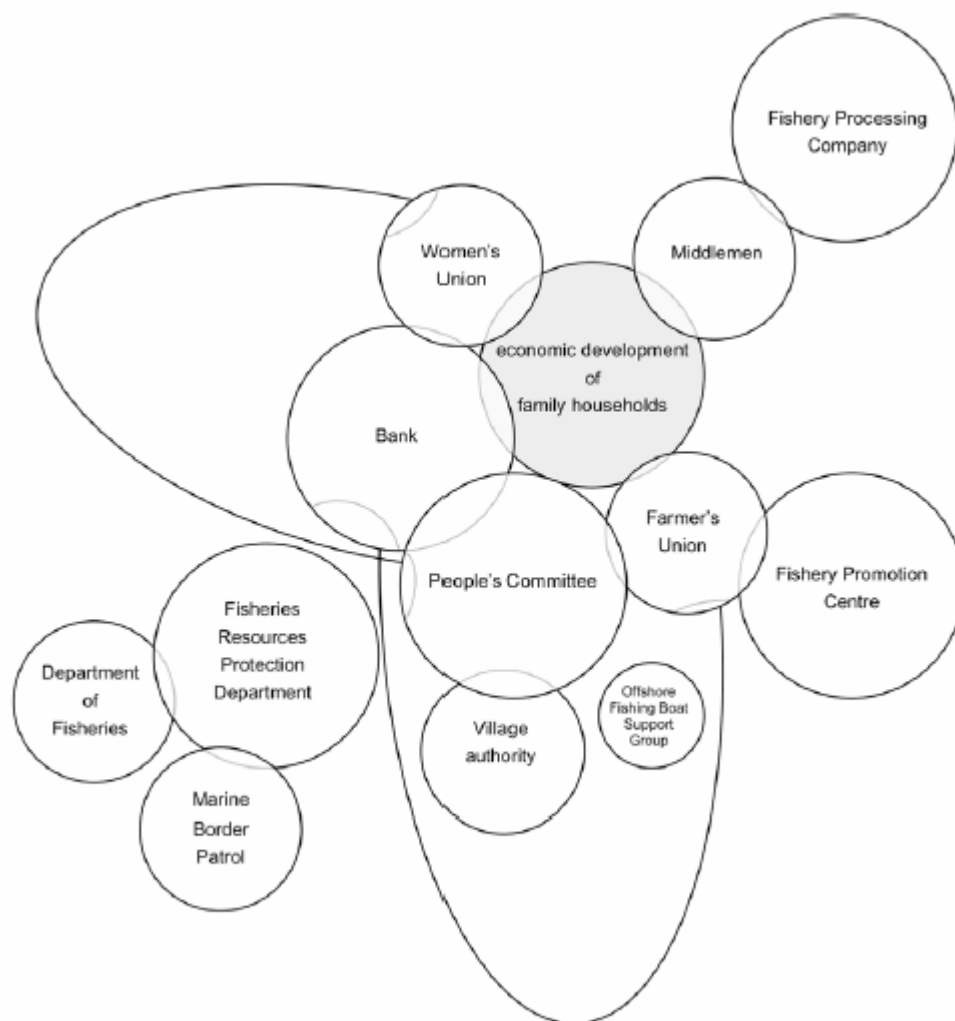 Fishery Processing
Company
Women's
Union
Middlemen
economic development
of
family households
Bank
Farmer's
Union
People's Committee
Fishery Promotion
Centre
Fisheries
Resources
Protection
Department
Department
of
Fisheries
Village
authority
Offshore
Fishing Boat
Support
Group
Marine
Border
Patrol